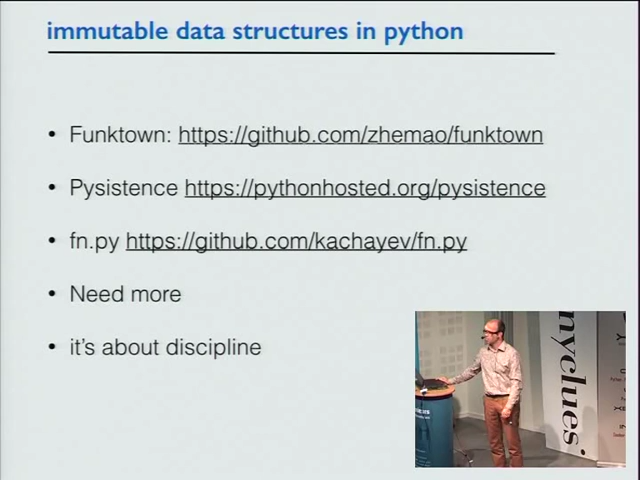 immutable data structures in python
• Funktown: https://github.com/zhemao/funktown
• Pysistence https://pythonhosted.org/pysistence
• fn.py https://github.com/kachayev/fn.py
• Need more
• it's about discipline
nyclues